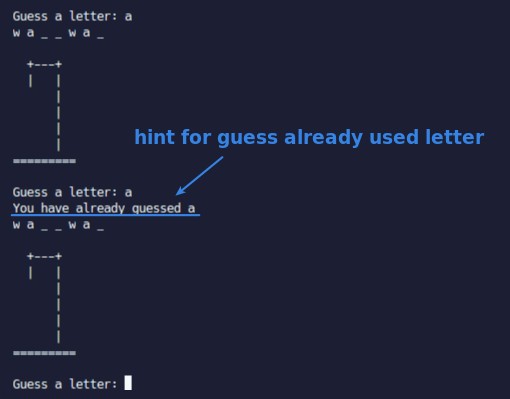 Guess a letter: a
w a _ _ w a _
+---+
|   |
    |
    |
    |
    |
=========
hint for guess already used letter
Guess a letter: a
You have already guessed a
w a _ _ w a _
+---+
|   |
    |
    |
    |
    |
=========
Guess a letter: